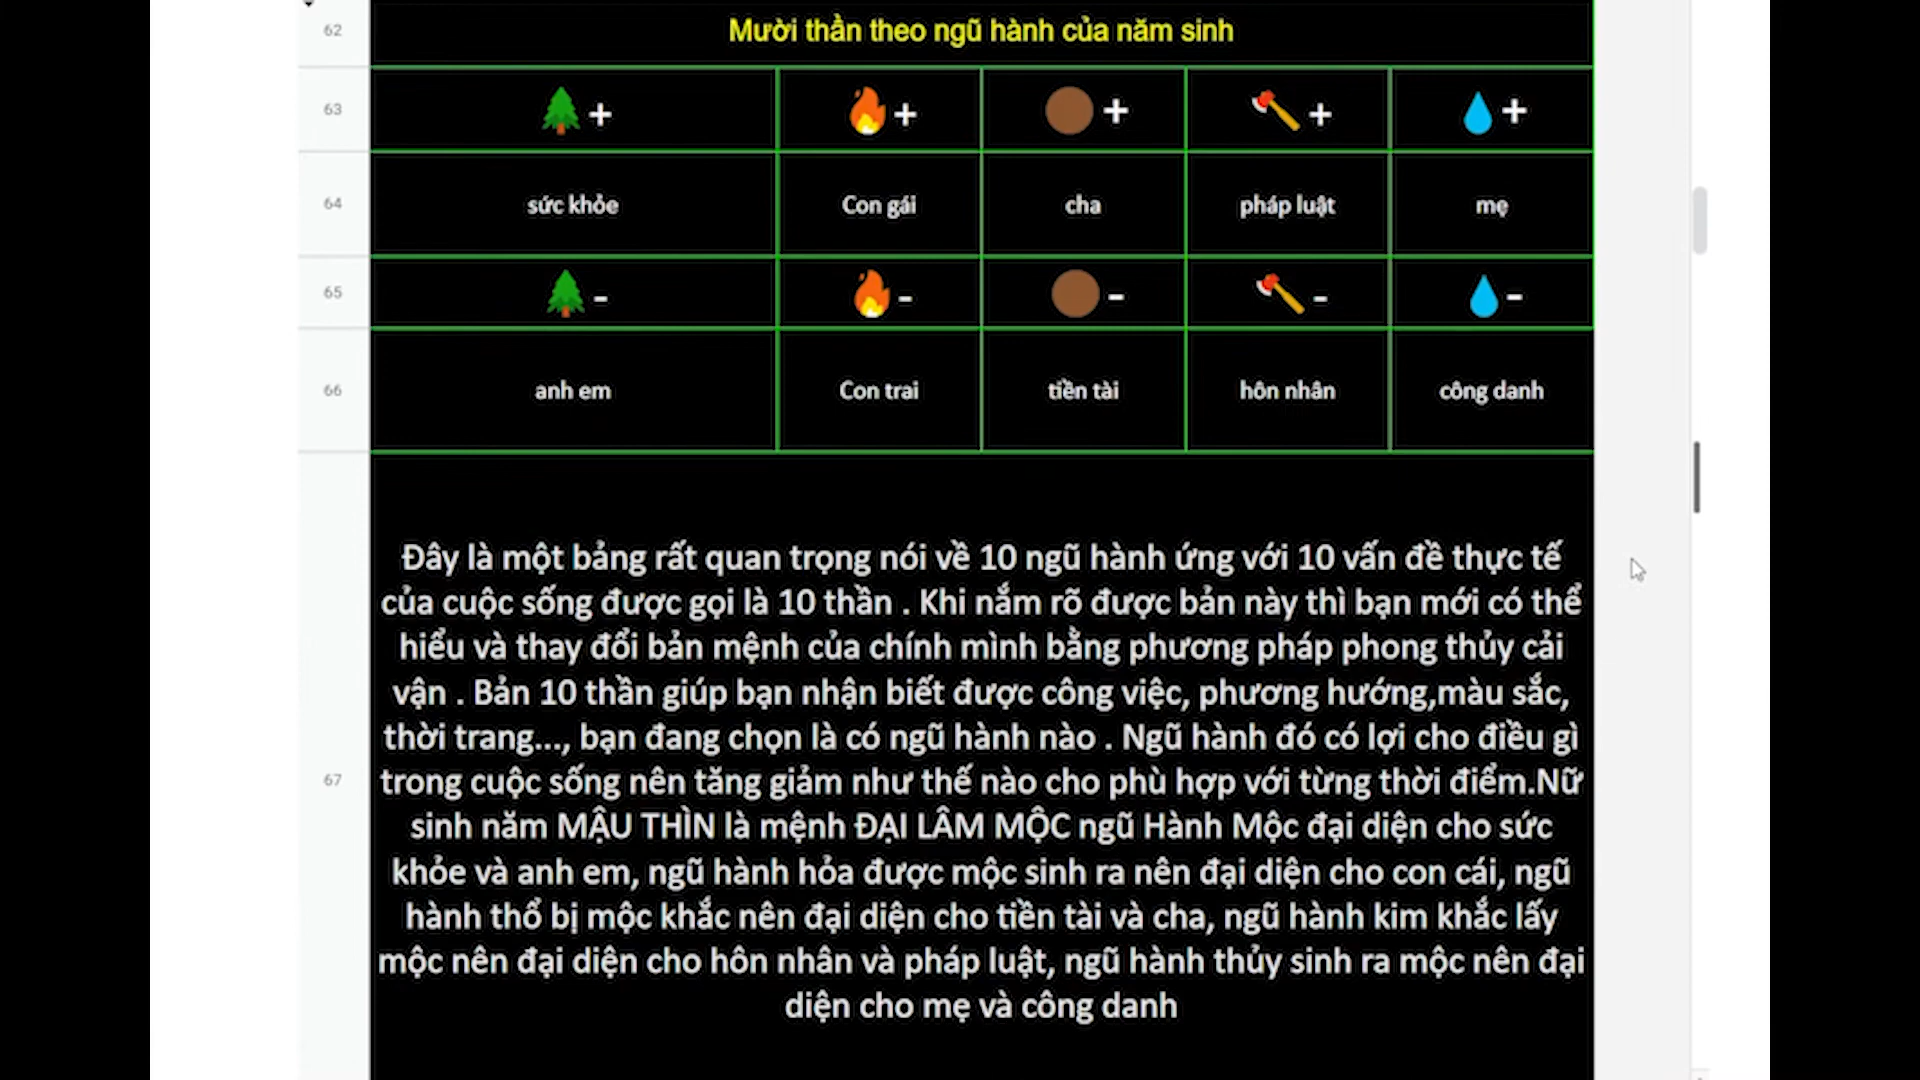 62 Mười thần theo ngũ hành của năm sinh
63 + + + + +
64 sức khỏe Con gái cha pháp luật mẹ
65 - - - - -
66 anh em Con trai tiền tài hôn nhân công danh
Đây là một bảng rất quan trọng nói về 10 ngũ hành ứng với 10 vấn đề thực tế
của cuộc sống được gọi là 10 thần . Khi nắm rõ được bản này thì bạn mới có thể
hiểu và thay đổi bản mệnh của chính mình bằng phương pháp phong thủy cải
vận . Bản 10 thần giúp bạn nhận biết được công việc, phương hướng,màu sắc,
thời trang..., bạn đang chọn là có ngũ hành nào . Ngũ hành đó có lợi cho điều gì
67 trong cuộc sống nên tăng giảm như thế nào cho phù hợp với từng thời điểm.Nữ
sinh năm MẬU THÌN là mệnh ĐẠI LÂM MỘC ngũ Hành Mộc đại diện cho sức
khỏe và anh em, ngũ hành hỏa được mộc sinh ra nên đại diện cho con cái, ngũ
hành thổ bị mộc khắc nên đại diện cho tiền tài và cha, ngũ hành kim khắc lấy
mộc nên đại diện cho hôn nhân và pháp luật, ngũ hành thủy sinh ra mộc nên đại
diện cho mẹ và công danh